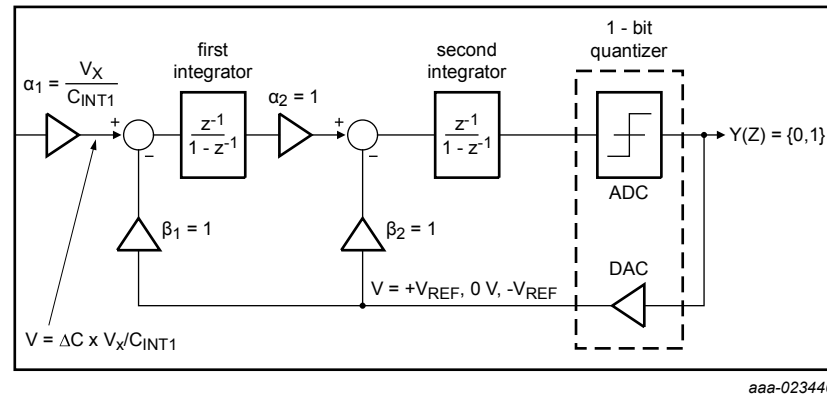 1 - bit
quantizer
first
integrator
second
integrator
α1 = VX
CINT1
α2 = 1
+
−
z-1
1 - z-1
+
−
z-1
1 - z-1
ADC
Y(Z) = {0,1}
β1 = 1
β2 = 1
DAC
V = +VREF, 0 V, -VREF
V = ΔC x Vx/CINT1